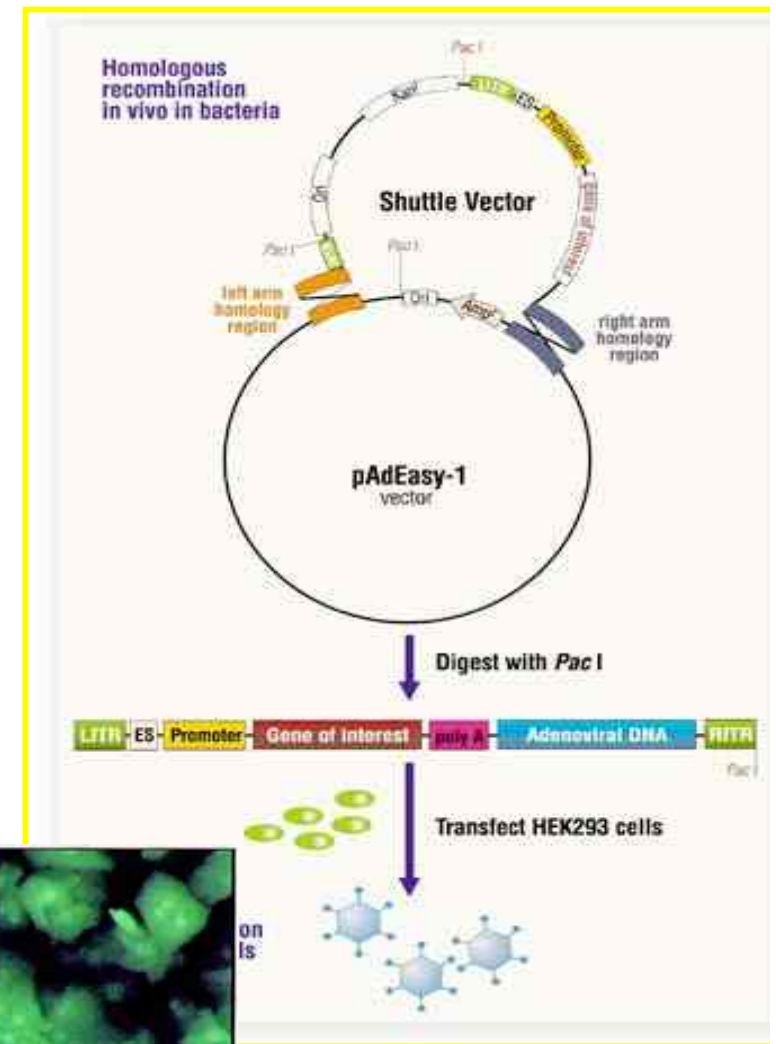 Homologous
recombination
in vivo in bacteria
Pac I
ES
Promoter
Ori
Shuttle Vector
gene of interest
Pac I
Pac I
left arm
homology
region
Ori
Ampr
right arm
homology
region
pAdEasy-1
vector
Digest with Pac I
LITR
ES
Promoter
Gene of Interest
poly A
Adenoviral DNA
RITR
Pac I
Transfect HEK293 cells
on
ls